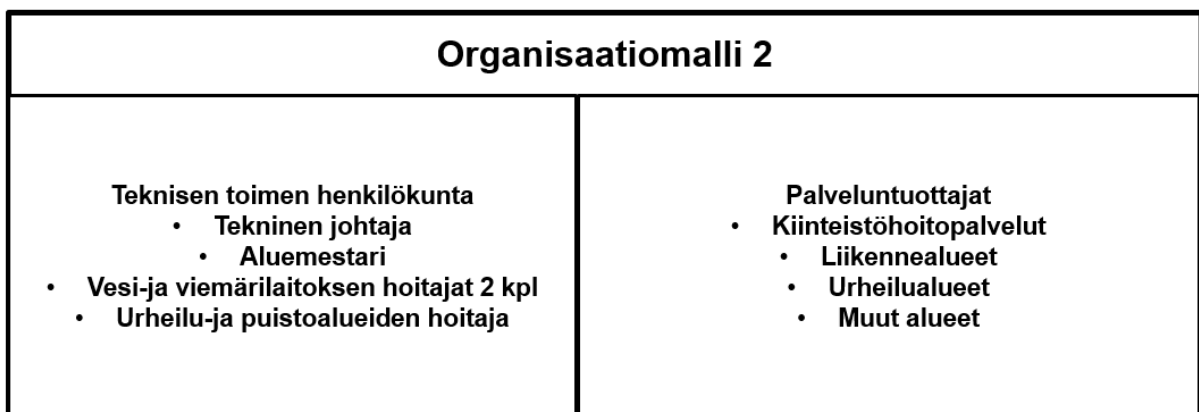 Organisaatiomalli 2
Teknisen toimen henkilökunta
• Tekninen johtaja
• Aluemestari
• Vesi-ja viemärilaitoksen hoitajat 2 kpl
• Urheilu-ja puistoalueiden hoitaja
Palveluntuottajat
• Kiinteistöhoitopalvelut
• Liikennealueet
• Urheilualueet
• Muut alueet